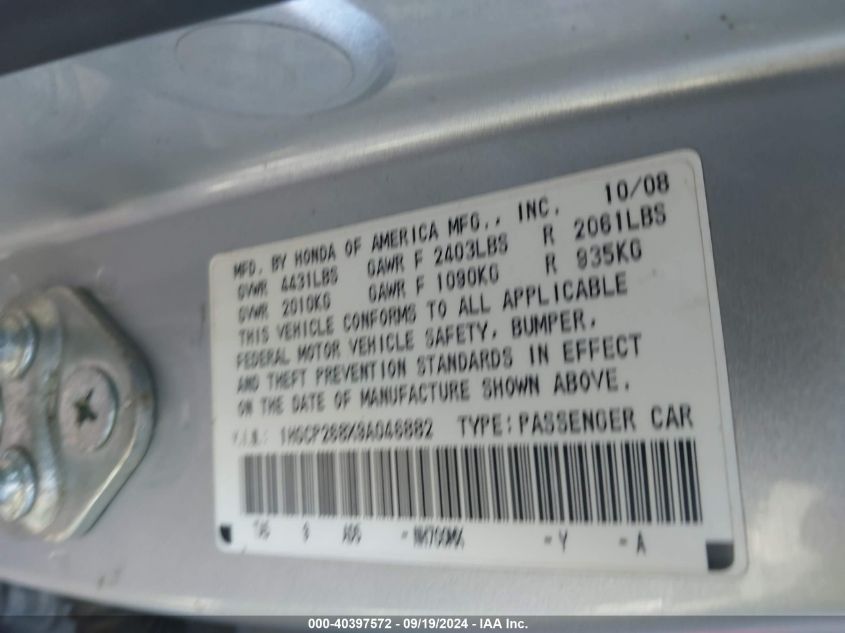 10/08
MFD. BY HONDA OF AMERICA MFG., INC.
GVWR 4431LBS GAWR F 2403LBS R 2061LBS
GVWR 2010KG GAWR F 1090KG R 935KG
THIS VEHICLE CONFORMS TO ALL APPLICABLE
FEDERAL MOTOR VEHICLE SAFETY, BUMPER,
AND THEFT PREVENTION STANDARDS IN EFFECT
ON THE DATE OF MANUFACTURE SHOWN ABOVE.
V.I.N.: TYPE: PASSENGER CAR
9 - NH700MX - Y - A
000-40397572 - 09/19/2024 - IAA Inc.